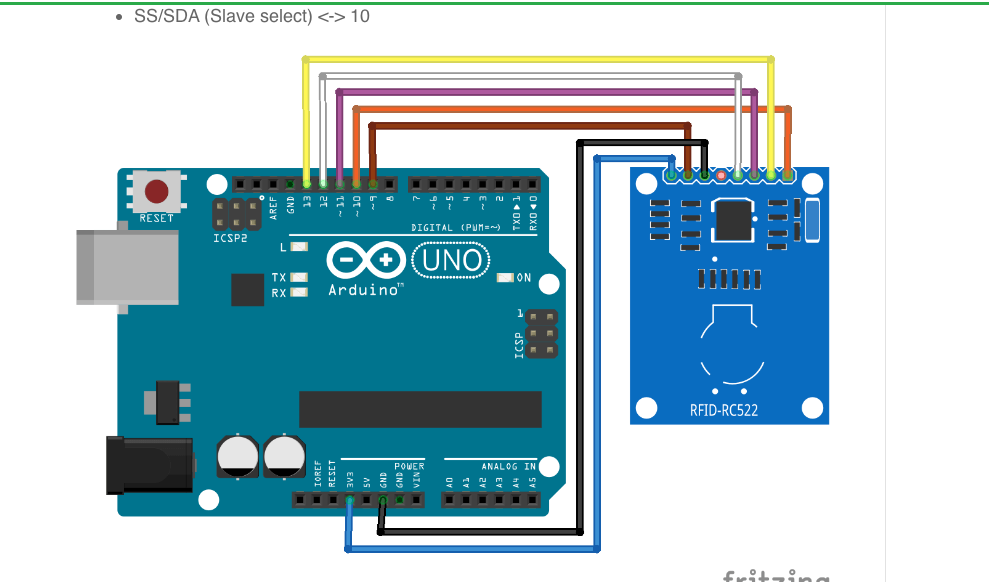 SS/SDA (Slave select) <-> 10
RESET
ICSP2
AREF
GND
13
12
~11
~10
~9
8
7
~6
~5
4
~3
2
TX0▶1
RX0◀0
DIGITAL (PWM=~)
L
TX
RX
Arduino™
UNO
ON
1
ICSP
RFID-RC522
POWER
ANALOG IN
IOREF
RESET
3V3
5V
GND
GND
VIN
A0
A1
A2
A3
A4
A5
fritzing